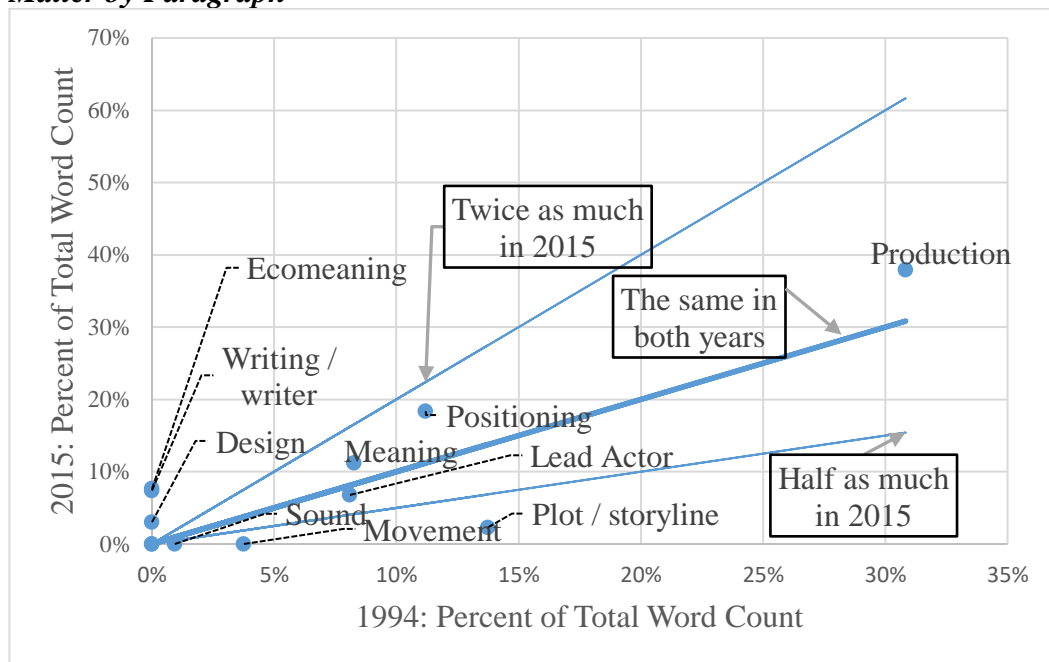 Matter by Paragraph
70%
60%
50%
40%
30%
20%
10%
0%
2015: Percent of Total Word Count
Twice as much
in 2015
Ecomeaning
Production
The same in
both years
Writing /
writer
Positioning
Design
Meaning
Lead Actor
Half as much
in 2015
Sound
Plot / storyline
Movement
0%
5%
10%
15%
20%
25%
30%
35%
1994: Percent of Total Word Count